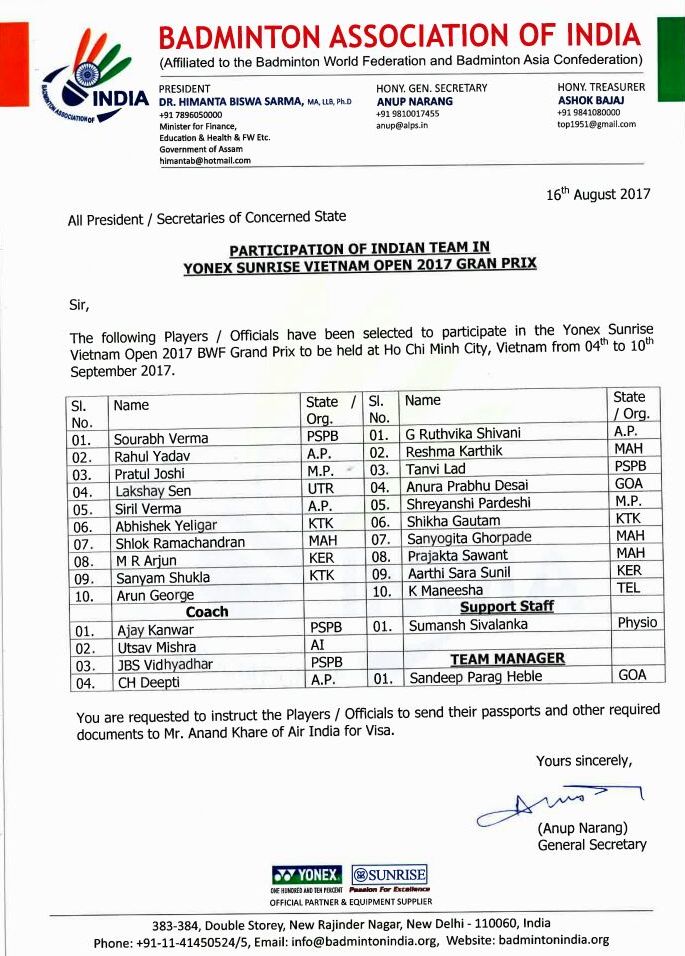 BADMINTON ASSOCIATION OF INDIA
(Affiliated to the Badminton World Federation and Badminton Asia Confederation)
INDIA
BADMINTON ASSOCIATION OF
PRESIDENT
DR. HIMANTA BISWA SARMA, MA, LLB, Ph.D
+91 7896050000
Minister for Finance,
Education & Health & FW Etc.
Government of Assam
himantab@hotmail.com
HONY. GEN. SECRETARY
ANUP NARANG
+91 9810017455
anup@alps.in
HONY. TREASURER
ASHOK BAJAJ
+91 9841080000
top1951@gmail.com
16th August 2017
All President / Secretaries of Concerned State
PARTICIPATION OF INDIAN TEAM IN
YONEX SUNRISE VIETNAM OPEN 2017 GRAN PRIX
Sir,
The following Players / Officials have been selected to participate in the Yonex Sunrise
Vietnam Open 2017 BWF Grand Prix to be held at Ho Chi Minh City, Vietnam from 04th to 10th
September 2017.
Sl. No. Name State / Org. Sl. No. Name State / Org.
01. Sourabh Verma PSPB 01. G Ruthvika Shivani A.P.
02. Rahul Yadav A.P. 02. Reshma Karthik MAH
03. Pratul Joshi M.P. 03. Tanvi Lad PSPB
04. Lakshay Sen UTR 04. Anura Prabhu Desai GOA
05. Siril Verma A.P. 05. Shreyanshi Pardeshi M.P.
06. Abhishek Yeligar KTK 06. Shikha Gautam KTK
07. Shlok Ramachandran MAH 07. Sanyogita Ghorpade MAH
08. M R Arjun KER 08. Prajakta Sawant MAH
09. Sanyam Shukla KTK 09. Aarthi Sara Sunil KER
10. Arun George 10. K Maneesha TEL
Coach Support Staff
01. Ajay Kanwar PSPB 01. Sumansh Sivalanka Physio
02. Utsav Mishra AI
03. JBS Vidhyadhar PSPB TEAM MANAGER
04. CH Deepti A.P. 01. Sandeep Parag Heble GOA
You are requested to instruct the Players / Officials to send their passports and other required
documents to Mr. Anand Khare of Air India for Visa.
Yours sincerely,
(Anup Narang)
General Secretary
YONEX SUNRISE
ONE HUNDRED AND TEN PERCENT Passion For Excellence
OFFICIAL PARTNER & EQUIPMENT SUPPLIER
383-384, Double Storey, New Rajinder Nagar, New Delhi - 110060, India
Phone: +91-11-41450524/5, Email: info@badmintonindia.org, Website: badmintonindia.org